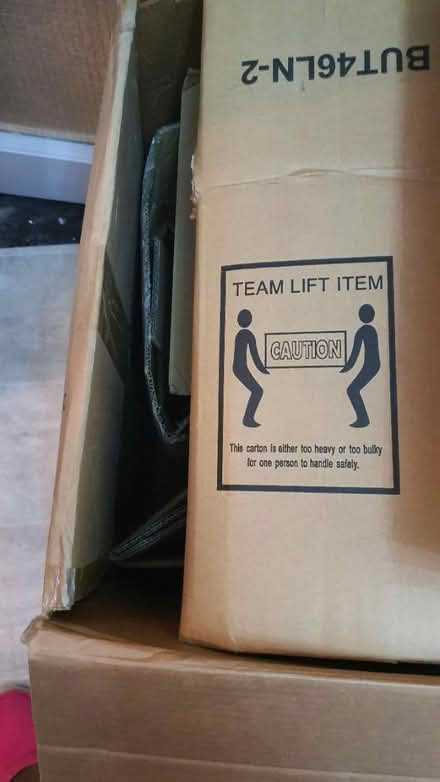 BUT46LN-2
TEAM LIFT ITEM
CAUTION
This carton is either too heavy or too bulky
for one person to handle safely.